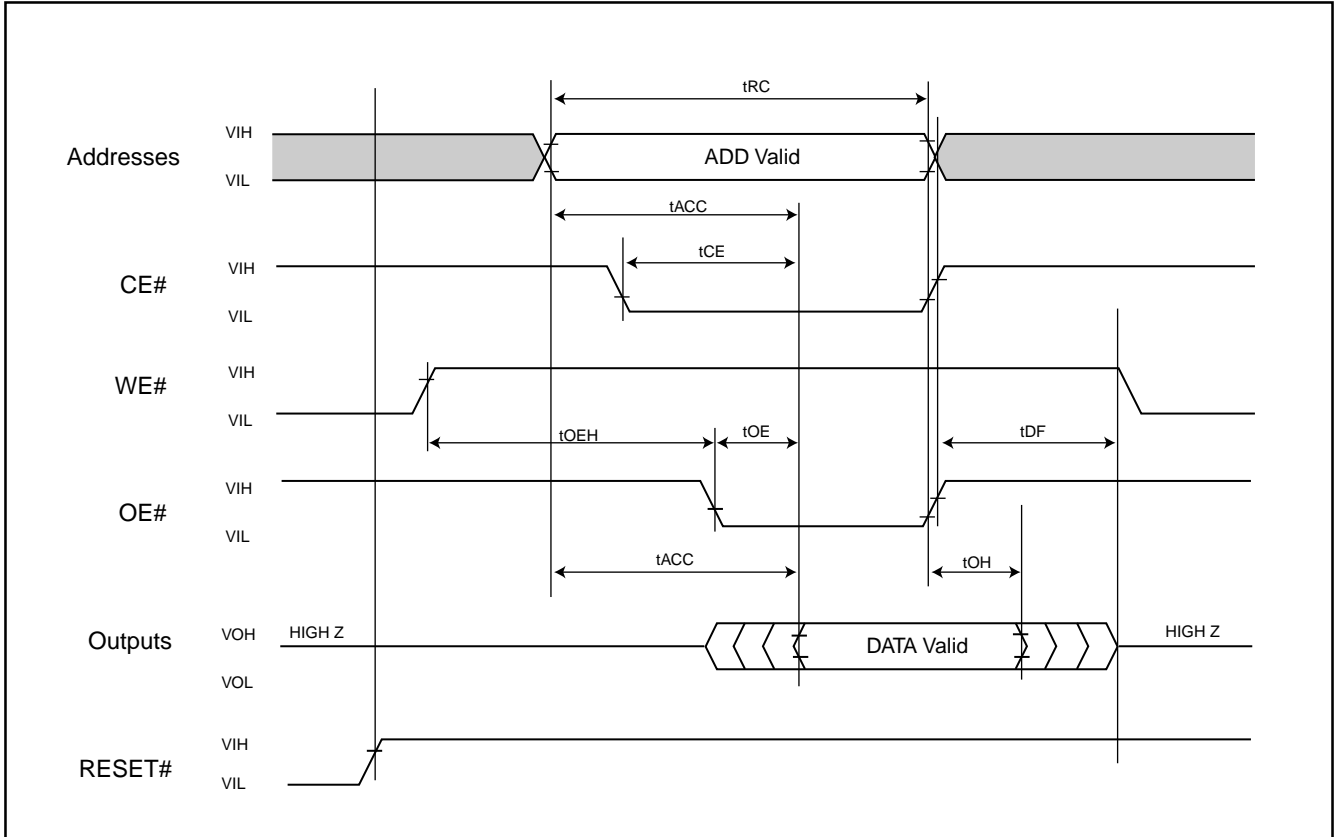 tRC
Addresses
VIH
VIL
ADD Valid
tACC
tCE
CE#
VIH
VIL
WE#
VIH
VIL
tOEH
tOE
tDF
OE#
VIH
VIL
tACC
tOH
Outputs
VOH
VOL
HIGH Z
DATA Valid
HIGH Z
RESET#
VIH
VIL